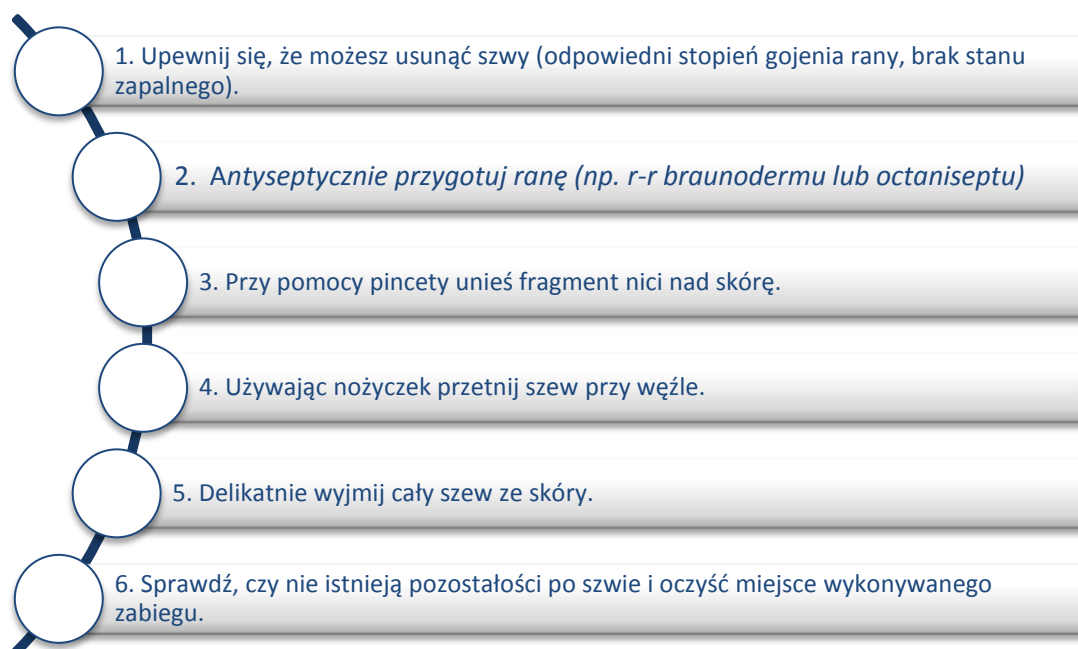 1. Upewnij się, że możesz usunąć szwy (odpowiedni stopień gojenia rany, brak stanu
zapalnego).
2. Antyseptycznie przygotuj ranę (np. r-r braunodermu lub octaniseptu)
3. Przy pomocy pincety unieś fragment nici nad skórę.
4. Używając nożyczek przetnij szew przy węźle.
5. Delikatnie wyjmij cały szew ze skóry.
6. Sprawdź, czy nie istnieją pozostałości po szwie i oczyść miejsce wykonywanego
zabiegu.